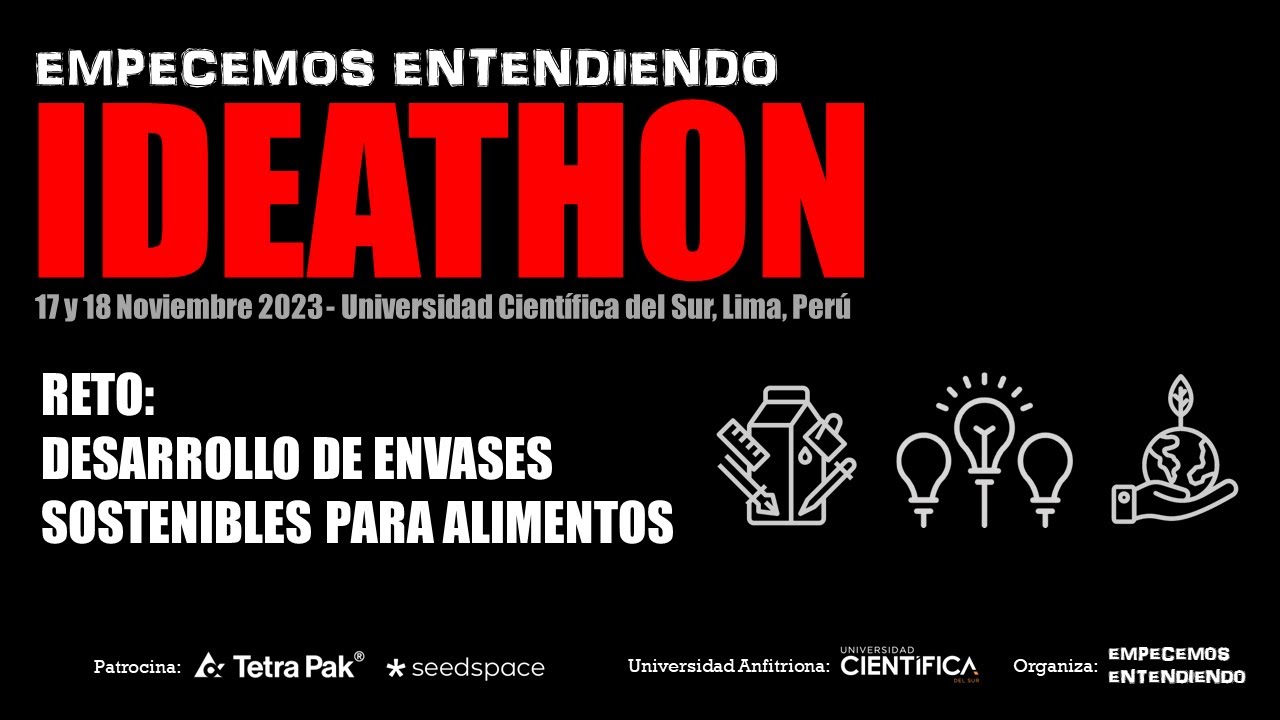 EMPECEMOS ENTENDIENDO
IDEATHON
17 y 18 Noviembre 2023 - Universidad Científica del Sur, Lima, Perú
RETO:
DESARROLLO DE ENVASES
SOSTENIBLES PARA ALIMENTOS
Patrocina: Tetra Pak® *seedspace
Universidad Anfitriona: UNIVERSIDAD CIENTÍFICA DEL SUR
Organiza: EMPECEMOS ENTENDIENDO